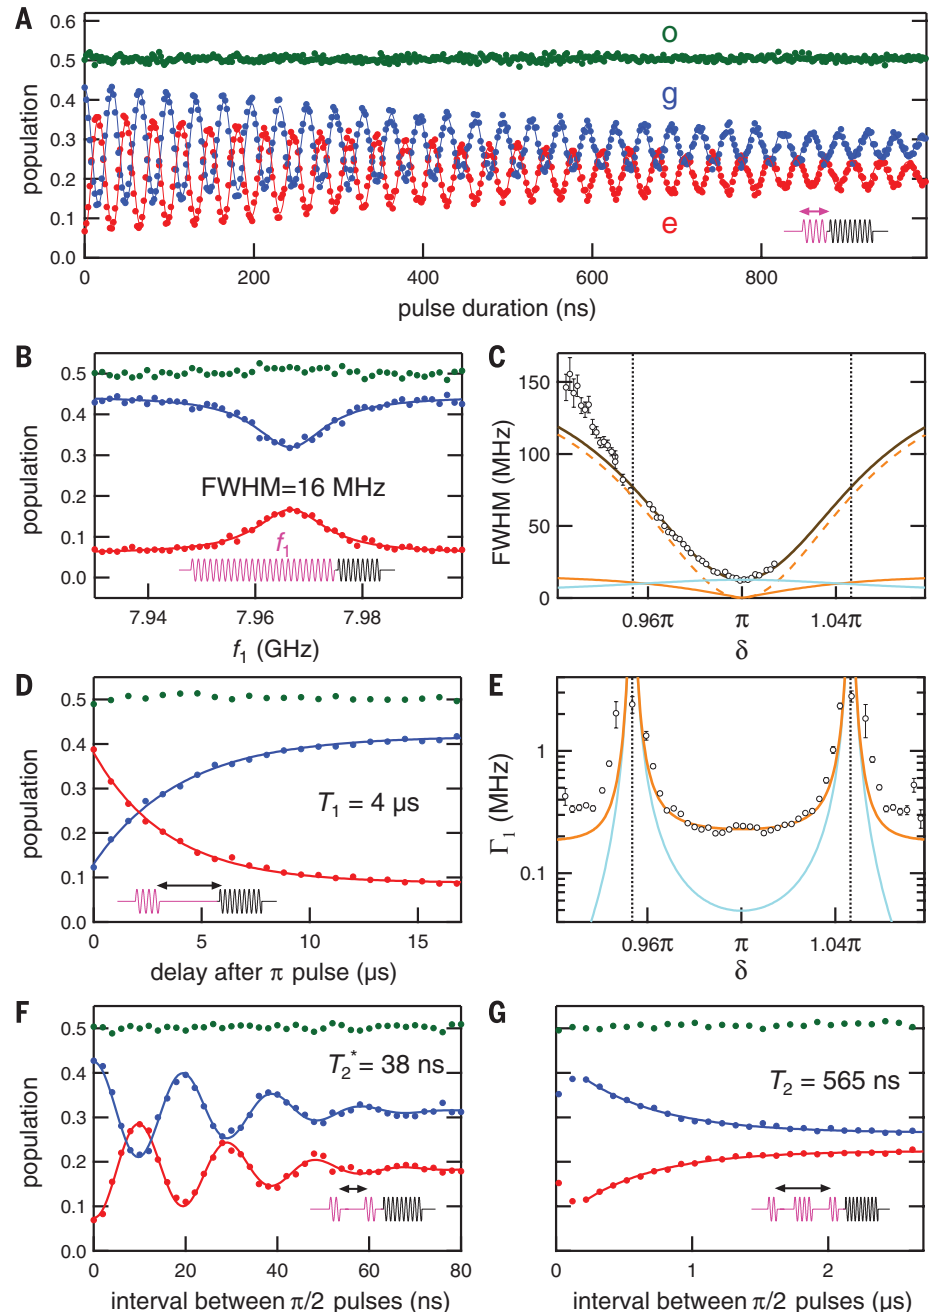 A
0.6
0.5
0.4
0.3
0.2
0.1
0.0
population
o
g
e
0
200
400
600
800
pulse duration (ns)
B
0.5
0.4
0.3
0.2
0.1
0.0
population
FWHM=16 MHz
f1
7.94
7.96
7.98
f1 (GHz)
C
150
100
50
0
FWHM (MHz)
0.96π
π
1.04π
δ
D
0.5
0.4
0.3
0.2
0.1
0.0
population
T1 = 4 µs
0
5
10
15
delay after π pulse (µs)
E
1
0.1
Γ1 (MHz)
0.96π
π
1.04π
δ
F
0.5
0.4
0.3
0.2
0.1
0.0
population
T2* = 38 ns
0
20
40
60
80
interval between π/2 pulses (ns)
G
T2 = 565 ns
0
1
2
interval between π/2 pulses (µs)